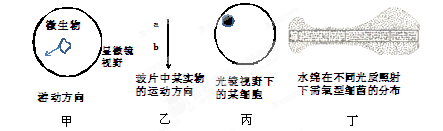 微生物
显微镜
视野
游动方向
甲
a
b
装片中某实物
的运动方向
乙
光镜视野下
的某细胞
丙
水绵在不同光质照射
下需氧型细菌的分布
丁